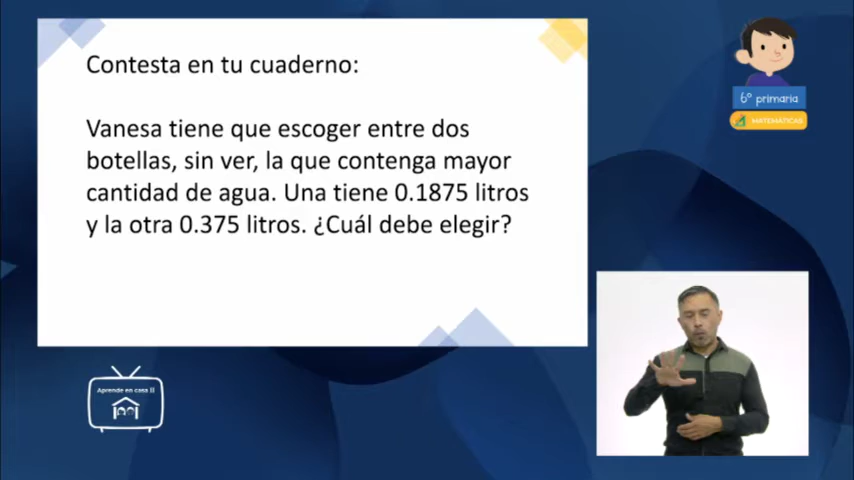 Contesta en tu cuaderno:
Vanesa tiene que escoger entre dos
botellas, sin ver, la que contenga mayor
cantidad de agua. Una tiene 0.1875 litros
y la otra 0.375 litros. ¿Cuál debe elegir?
6° primaria
MATEMÁTICAS
Aprende en casa II